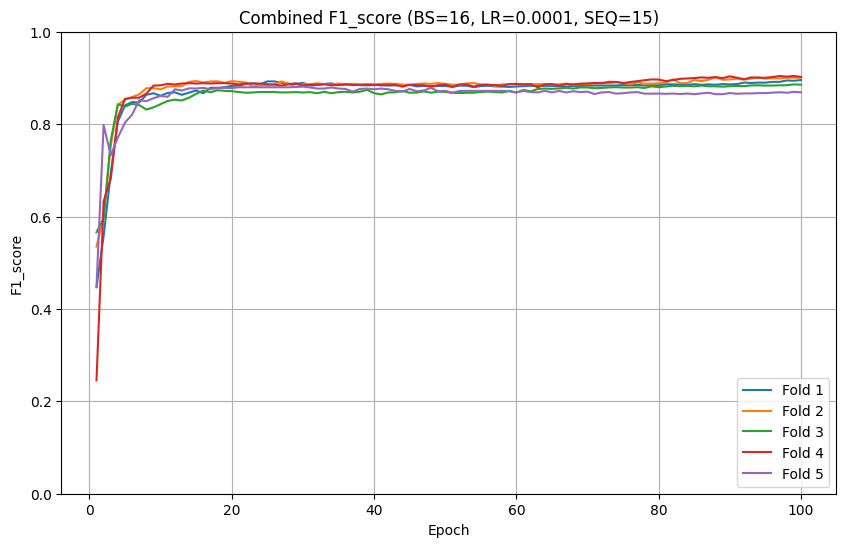 Combined F1_score (BS=16, LR=0.0001, SEQ=15)
F1_score
1.0
0.8
0.6
0.4
0.2
0.0
0 20 40 60 80 100
Epoch
Fold 1
Fold 2
Fold 3
Fold 4
Fold 5